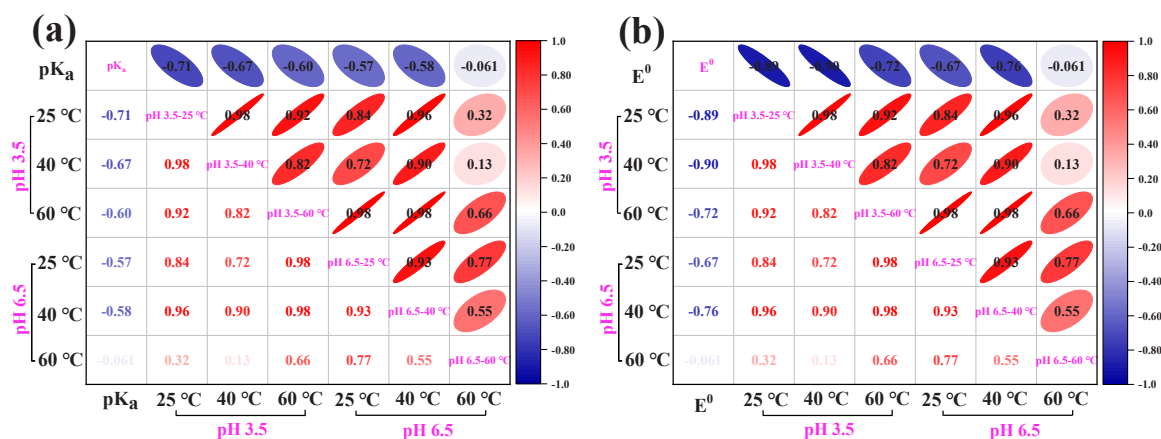 (a)
pKa pKa -0.71 -0.67 -0.60 -0.57 -0.58 -0.061
25 °C -0.71 pH 3.5-25 °C 0.98 0.92 0.84 0.96 0.32
40 °C -0.67 0.98 pH 3.5-40 °C 0.82 0.72 0.90 0.13
60 °C -0.60 0.92 0.82 pH 3.5-60 °C 0.98 0.98 0.66
25 °C -0.57 0.84 0.72 0.98 pH 6.5-25 °C 0.93 0.77
40 °C -0.58 0.96 0.90 0.98 0.93 pH 6.5-40 °C 0.55
60 °C -0.061 0.32 0.13 0.66 0.77 0.55 pH 6.5-60 °C
pH 3.5
pH 6.5
pKa 25 °C 40 °C 60 °C 25 °C 40 °C 60 °C
pH 3.5 pH 6.5
1.0
0.80
0.60
0.40
0.20
0.0
-0.20
-0.40
-0.60
-0.80
-1.0
(b)
E⁰ E⁰ -0.89 -0.90 -0.72 -0.67 -0.76 -0.061
25 °C -0.89 pH 3.5-25 °C 0.98 0.92 0.84 0.96 0.32
40 °C -0.90 0.98 pH 3.5-40 °C 0.82 0.72 0.90 0.13
60 °C -0.72 0.92 0.82 pH 3.5-60 °C 0.98 0.98 0.66
25 °C -0.67 0.84 0.72 0.98 pH 6.5-25 °C 0.93 0.77
40 °C -0.76 0.96 0.90 0.98 0.93 pH 6.5-40 °C 0.55
60 °C -0.061 0.32 0.13 0.66 0.77 0.55 pH 6.5-60 °C
pH 3.5
pH 6.5
E⁰ 25 °C 40 °C 60 °C 25 °C 40 °C 60 °C
pH 3.5 pH 6.5
1.0
0.80
0.60
0.40
0.20
0.0
-0.20
-0.40
-0.60
-0.80
-1.0